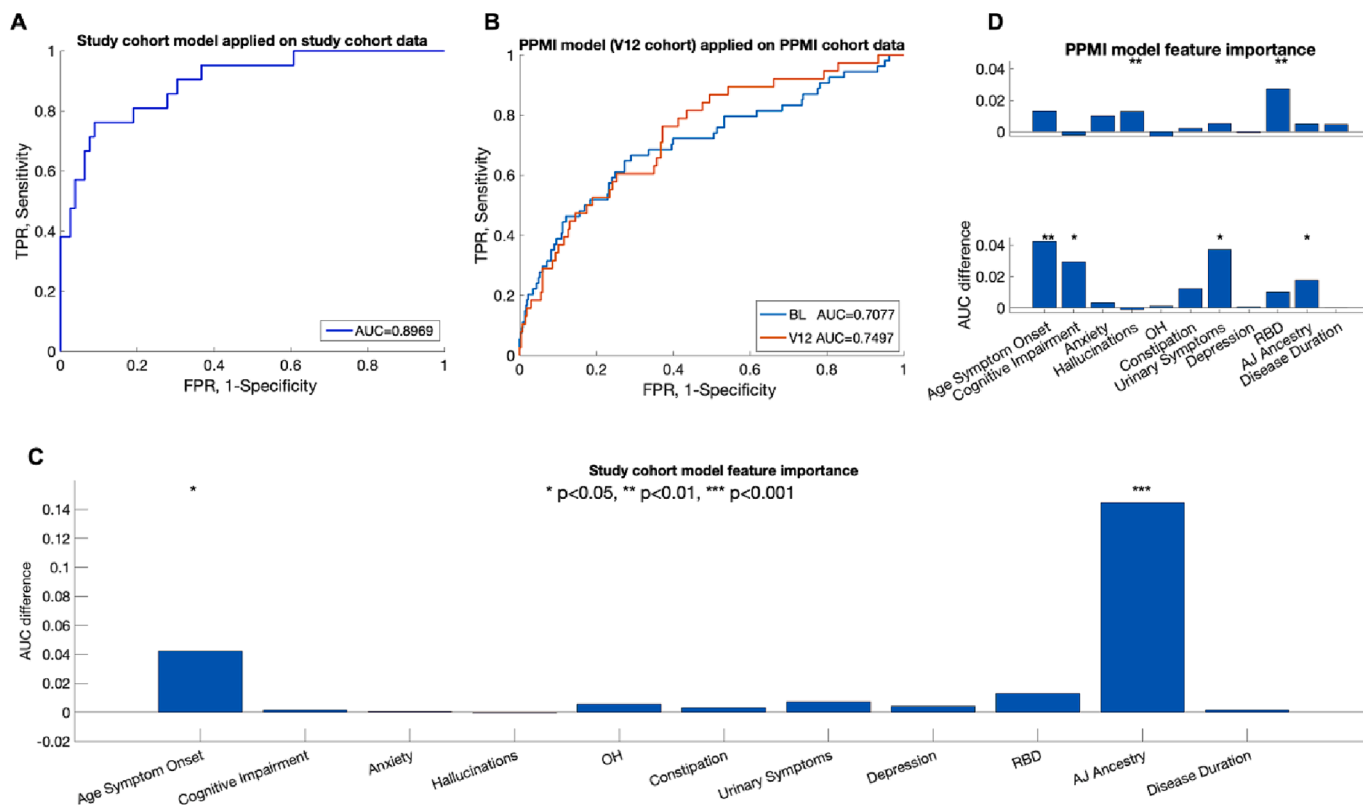 A
Study cohort model applied on study cohort data
1
0.8
0.6
0.4
0.2
0
TPR, Sensitivity
AUC=0.8969
0 0.2 0.4 0.6 0.8 1
FPR, 1-Specificity
B
PPMI model (V12 cohort) applied on PPMI cohort data
1
0.8
0.6
0.4
0.2
0
TPR, Sensitivity
BL AUC=0.7077
V12 AUC=0.7497
0 0.2 0.4 0.6 0.8 1
FPR, 1-Specificity
D
PPMI model feature importance
** **
0.04
0.02
0
** * * *
0.04
0.02
0
AUC difference
Age Symptom Onset
Cognitive Impairment
Anxiety
Hallucinations
OH
Constipation
Urinary Symptoms
Depression
RBD
AJ Ancestry
Disease Duration
C
Study cohort model feature importance
* p<0.05, ** p<0.01, *** p<0.001
* ***
0.14
0.12
0.1
0.08
0.06
0.04
0.02
0
-0.02
AUC difference
Age Symptom Onset
Cognitive Impairment
Anxiety
Hallucinations
OH
Constipation
Urinary Symptoms
Depression
RBD
AJ Ancestry
Disease Duration